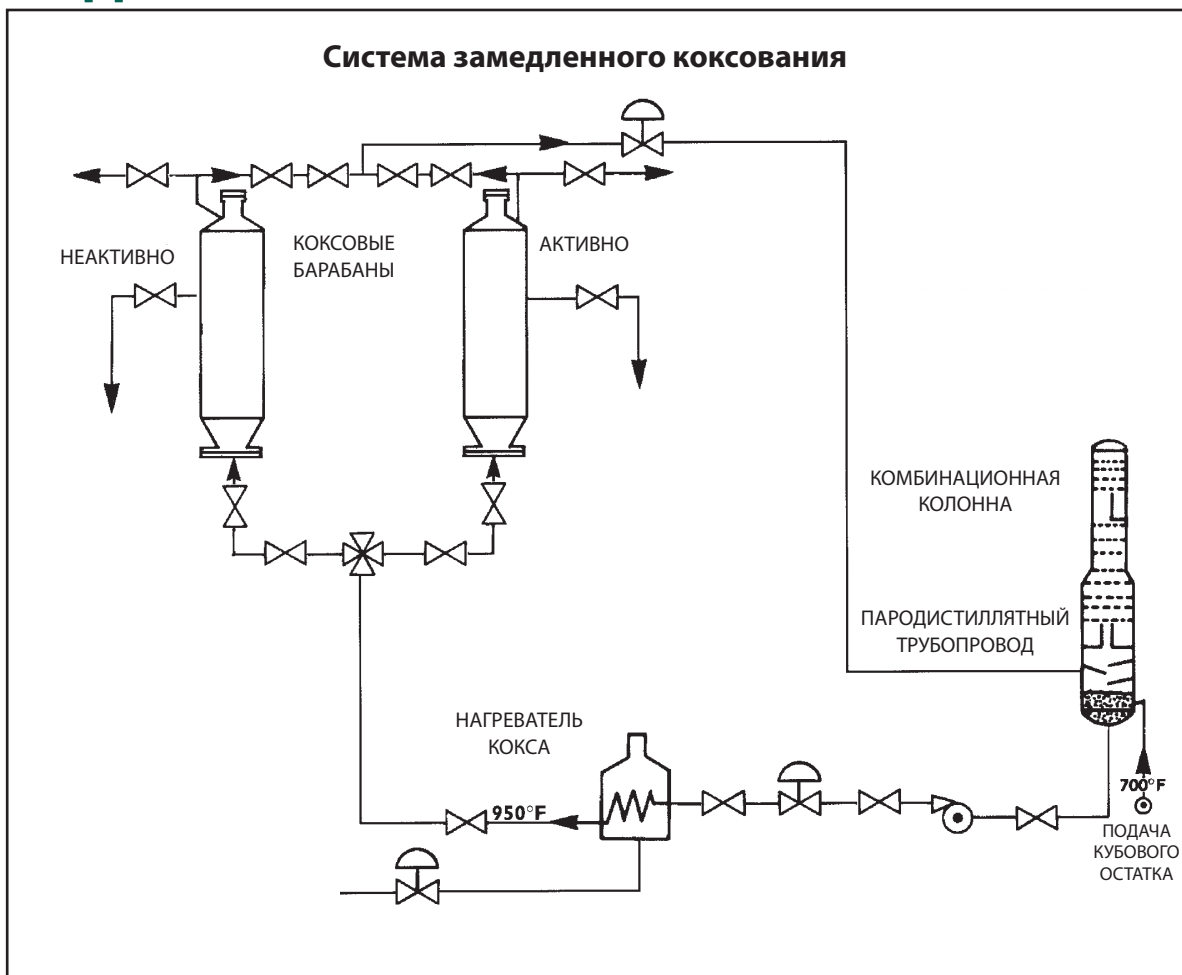 Система замедленного коксования
НЕАКТИВНО
КОКСОВЫЕ
БАРАБАНЫ
АКТИВНО
КОМБИНАЦИОННАЯ
КОЛОННА
ПАРОДИСТИЛЛЯТНЫЙ
ТРУБОПРОВОД
НАГРЕВАТЕЛЬ
КОКСА
950°F
700°F
ПОДАЧА
КУБОВОГО
ОСТАТКА